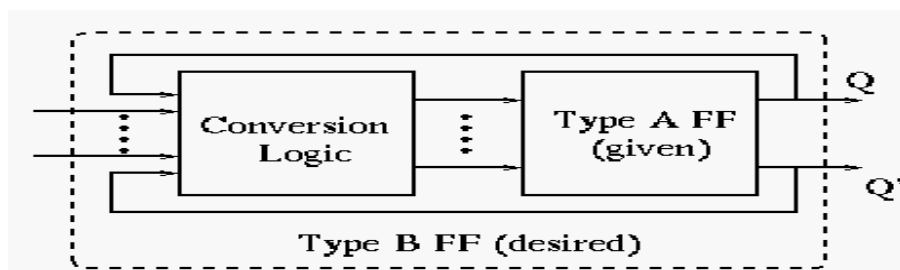 Conversion
Logic
Type A FF
(given)
Q
Q'
Type B FF (desired)